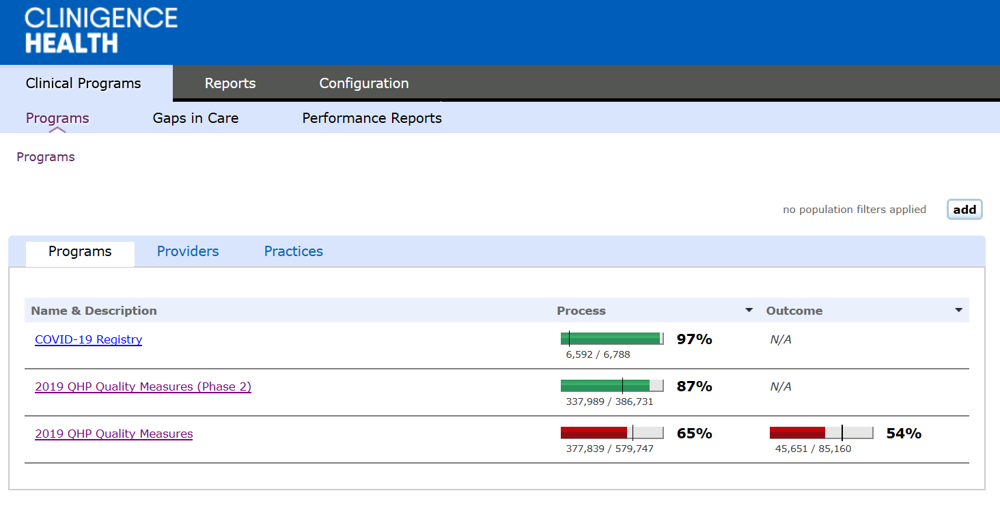 CLINIGENCE
HEALTH
Clinical Programs Reports Configuration
Programs Gaps in Care Performance Reports
Programs
no population filters applied add
Programs Providers Practices
Name & Description Process Outcome
COVID-19 Registry 97% N/A
6,592 / 6,788
2019 QHP Quality Measures (Phase 2) 87% N/A
337,989 / 386,731
2019 QHP Quality Measures 65% 54%
377,839 / 579,747 45,651 / 85,160